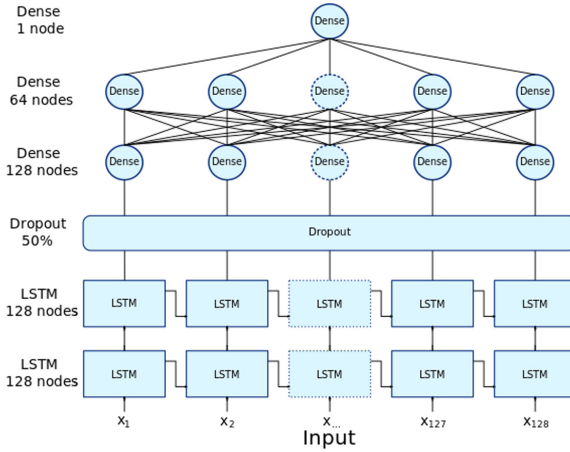 Dense
1 node
Dense
Dense
64 nodes
Dense Dense Dense Dense Dense
Dense
128 nodes
Dense Dense Dense Dense Dense
Dropout
50%
Dropout
LSTM
128 nodes
LSTM LSTM LSTM LSTM LSTM
LSTM
128 nodes
LSTM LSTM LSTM LSTM LSTM
x1 x2 x... x127 x128
Input